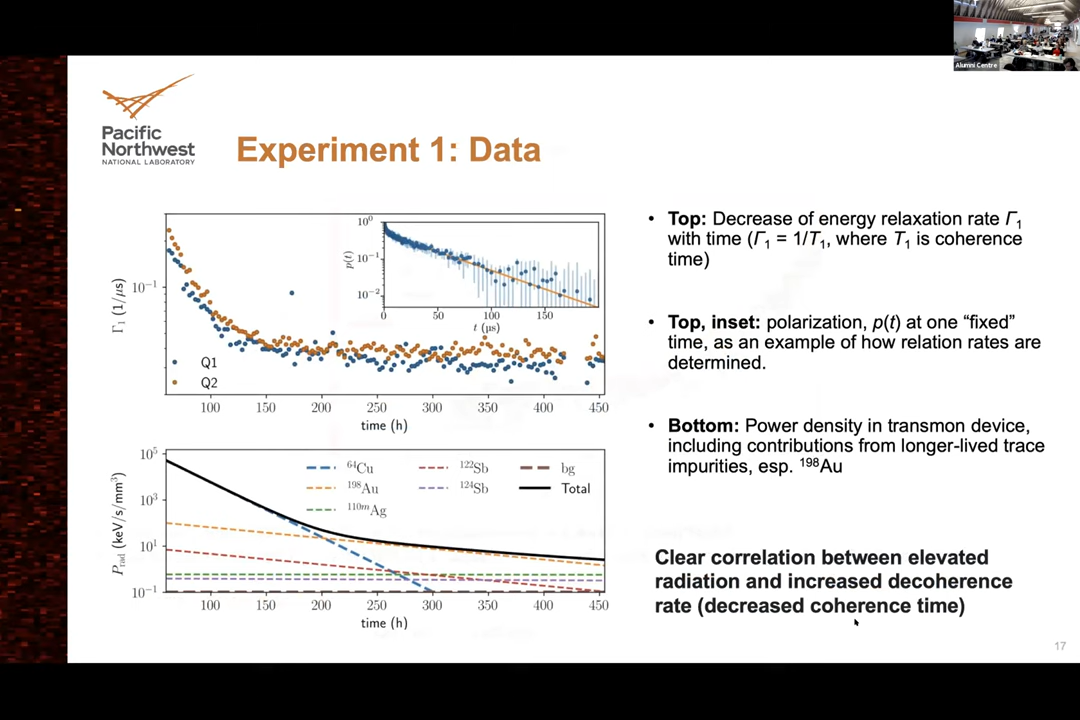 Alumni Centre
Pacific
Northwest
NATIONAL LABORATORY
Experiment 1: Data
10⁻¹
Γ₁ (1/μs)
Q1
Q2
100 150 200 250 300 350 400 450
time (h)
10⁰
10⁻¹
10⁻²
p(t)
0 50 100 150
t (μs)
10⁵
10³
10¹
10⁻¹
P_rad (keV/s/mm³)
⁶⁴Cu ¹²²Sb bg
¹⁹⁸Au ¹²⁴Sb Total
¹¹⁰ᵐAg
100 150 200 250 300 350 400 450
time (h)
• Top: Decrease of energy relaxation rate Γ₁
with time (Γ₁ = 1/T₁, where T₁ is coherence
time)
• Top, inset: polarization, p(t) at one “fixed”
time, as an example of how relation rates are
determined.
• Bottom: Power density in transmon device,
including contributions from longer-lived trace
impurities, esp. ¹⁹⁸Au
Clear correlation between elevated
radiation and increased decoherence
rate (decreased coherence time)
17